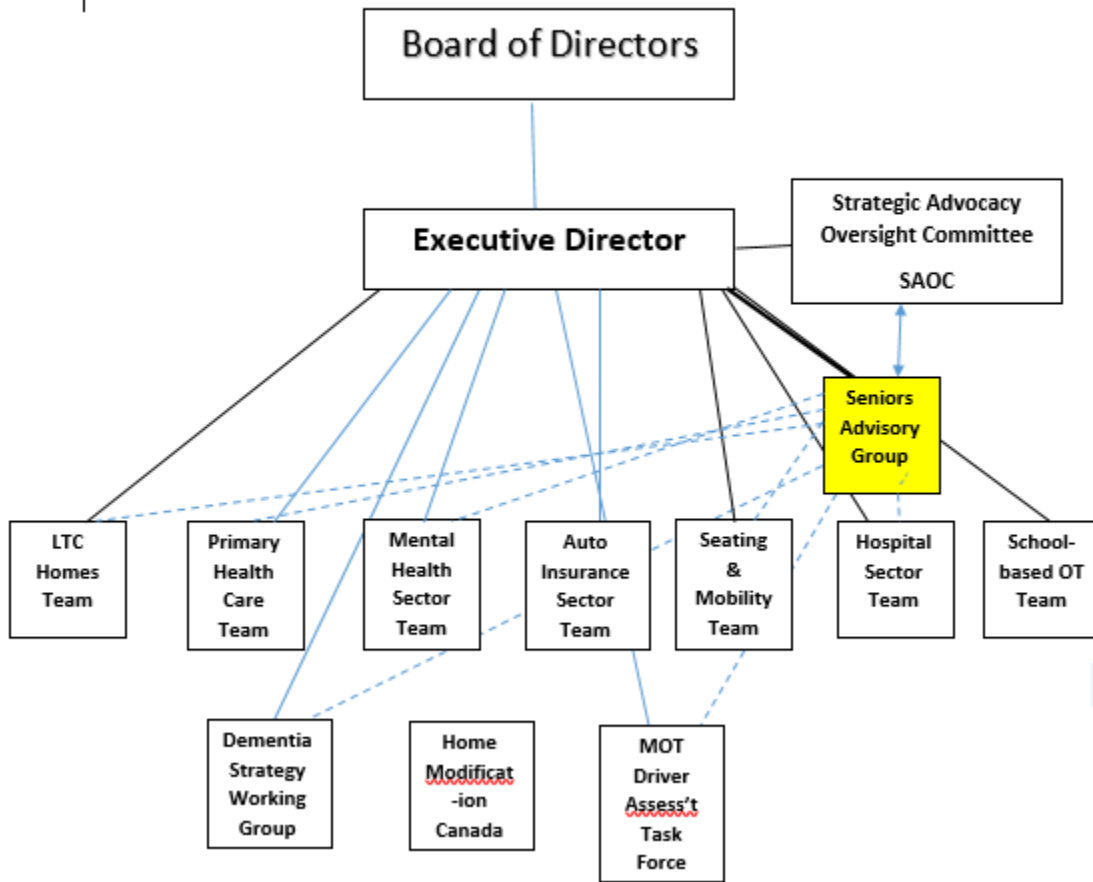 Board of Directors
Executive Director
Strategic Advocacy
Oversight Committee
SAOC
Seniors
Advisory
Group
LTC
Homes
Team
Primary
Health
Care
Team
Mental
Health
Sector
Team
Auto
Insurance
Sector
Team
Seating
&
Mobility
Team
Hospital
Sector
Team
School-
based OT
Team
Dementia
Strategy
Working
Group
Home
Modificat
-ion
Canada
MOT
Driver
Assess’t
Task
Force